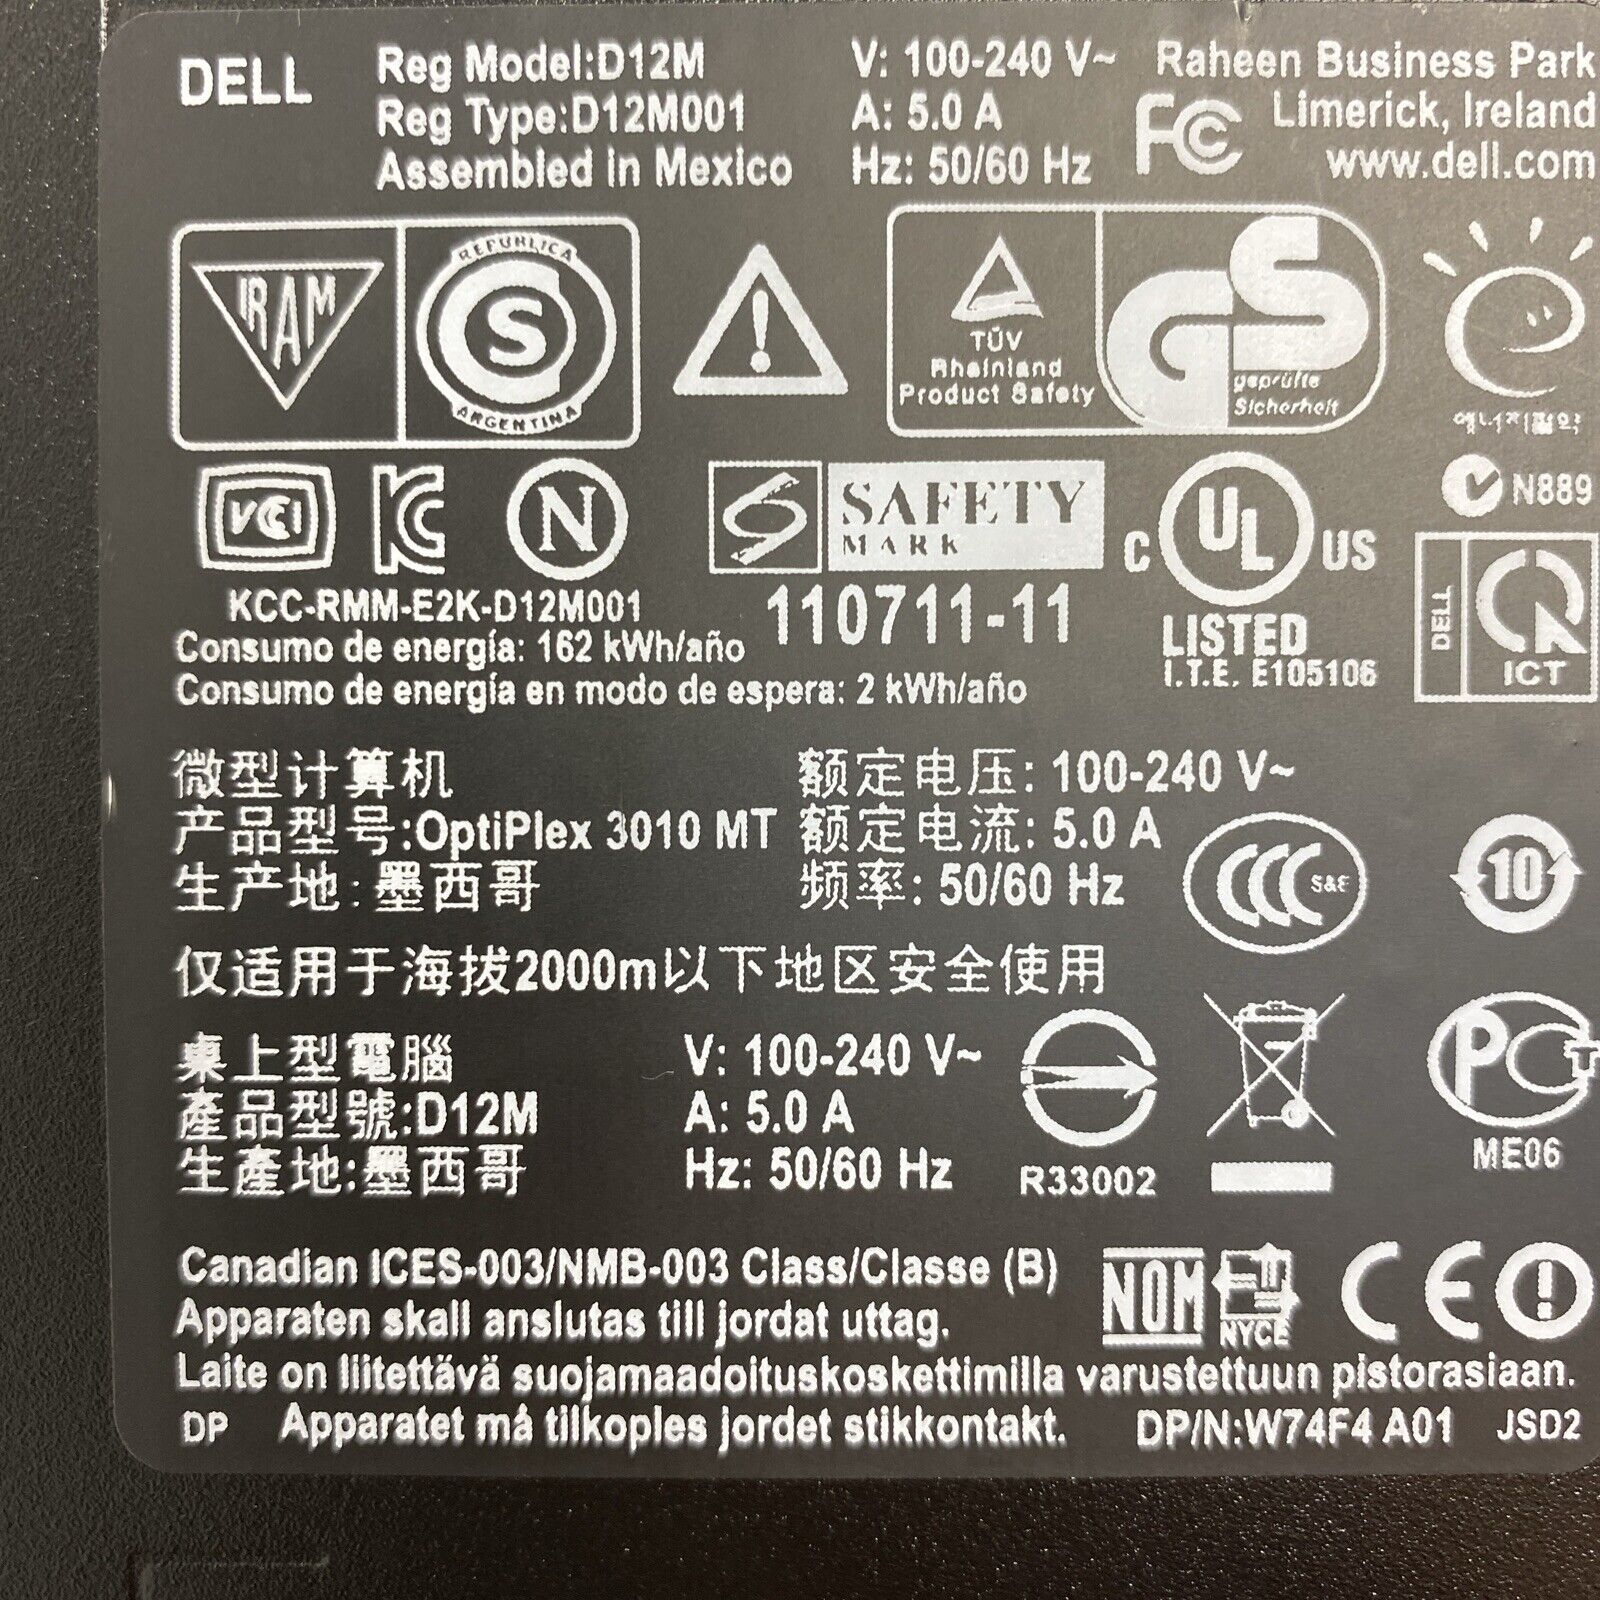 DELL
Reg Model:D12M
Reg Type:D12M001
Assembled in Mexico
V: 100-240 V~
A: 5.0 A
Hz: 50/60 Hz
Raheen Business Park
Limerick, Ireland
www.dell.com
FC
IRAM
REPUBLICA
S
ARGENTINA
TÜV
Rheinland
Product Safety
GS
geprüfte
Sicherheit
에너지절약
VCCI
KC
N
SAFETY
MARK
C UL US
N889
KCC-RMM-E2K-D12M001
110711-11
LISTED
I.T.E. E105106
DELL
ICT
Consumo de energía: 162 kWh/año
Consumo de energía en modo de espera: 2 kWh/año
微型计算机
产品型号:OptiPlex 3010 MT
生产地: 墨西哥
额定电压: 100-240 V~
额定电流: 5.0 A
频率: 50/60 Hz
CCC S&E
10
仅适用于海拔2000m以下地区安全使用
桌上型電腦
產品型號:D12M
生產地:墨西哥
V: 100-240 V~
A: 5.0 A
Hz: 50/60 Hz
R33002
PCT
ME06
Canadian ICES-003/NMB-003 Class/Classe (B)
NOM
NYCE
CE
Apparaten skall anslutas till jordat uttag.
Laite on liitettävä suojamaadoituskoskettimilla varustettuun pistorasiaan.
DP Apparatet må tilkoples jordet stikkontakt. DP/N:W74F4 A01 JSD2